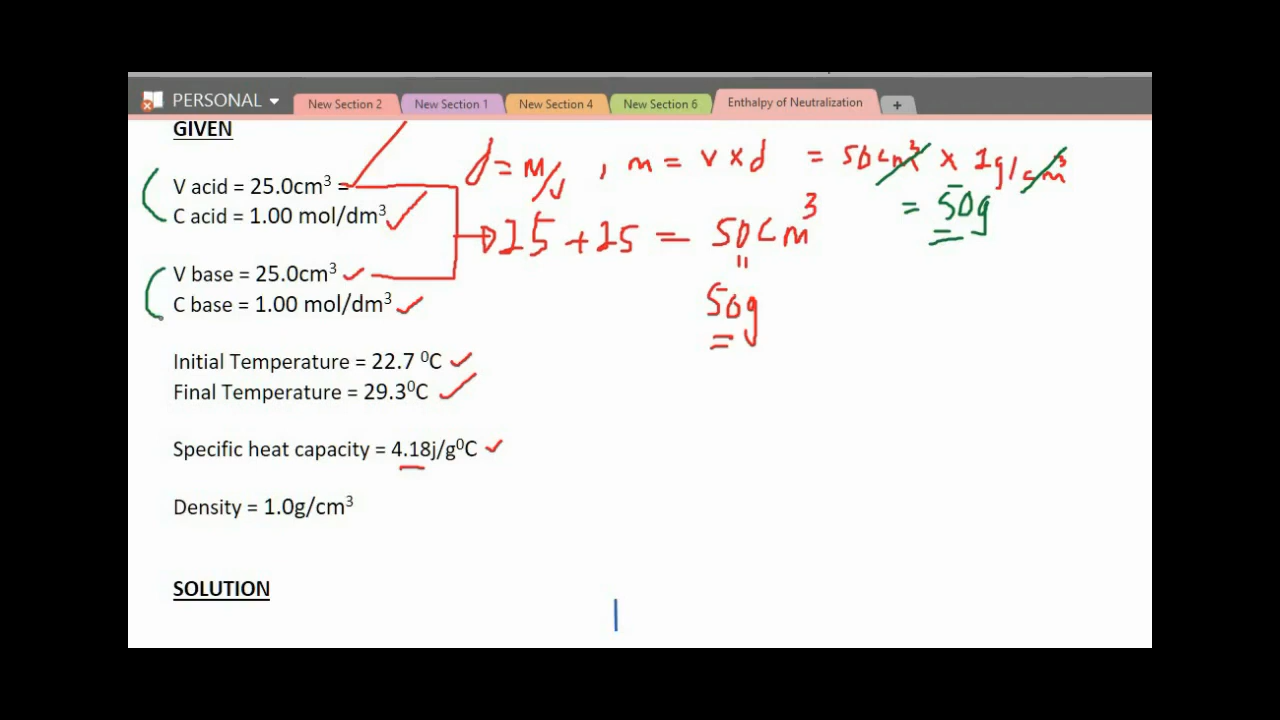 PERSONAL New Section 2 New Section 1 New Section 4 New Section 6 Enthalpy of Neutralization +
GIVEN
d = M/V , m = v × d = 50cm³ × 1g/cm³
= 50g
V acid = 25.0cm³ =
C acid = 1.00 mol/dm³
25 + 25 = 50cm³
"
50g
V base = 25.0cm³
C base = 1.00 mol/dm³
Initial Temperature = 22.7 ⁰C
Final Temperature = 29.3⁰C
Specific heat capacity = 4.18j/g⁰C
Density = 1.0g/cm³
SOLUTION